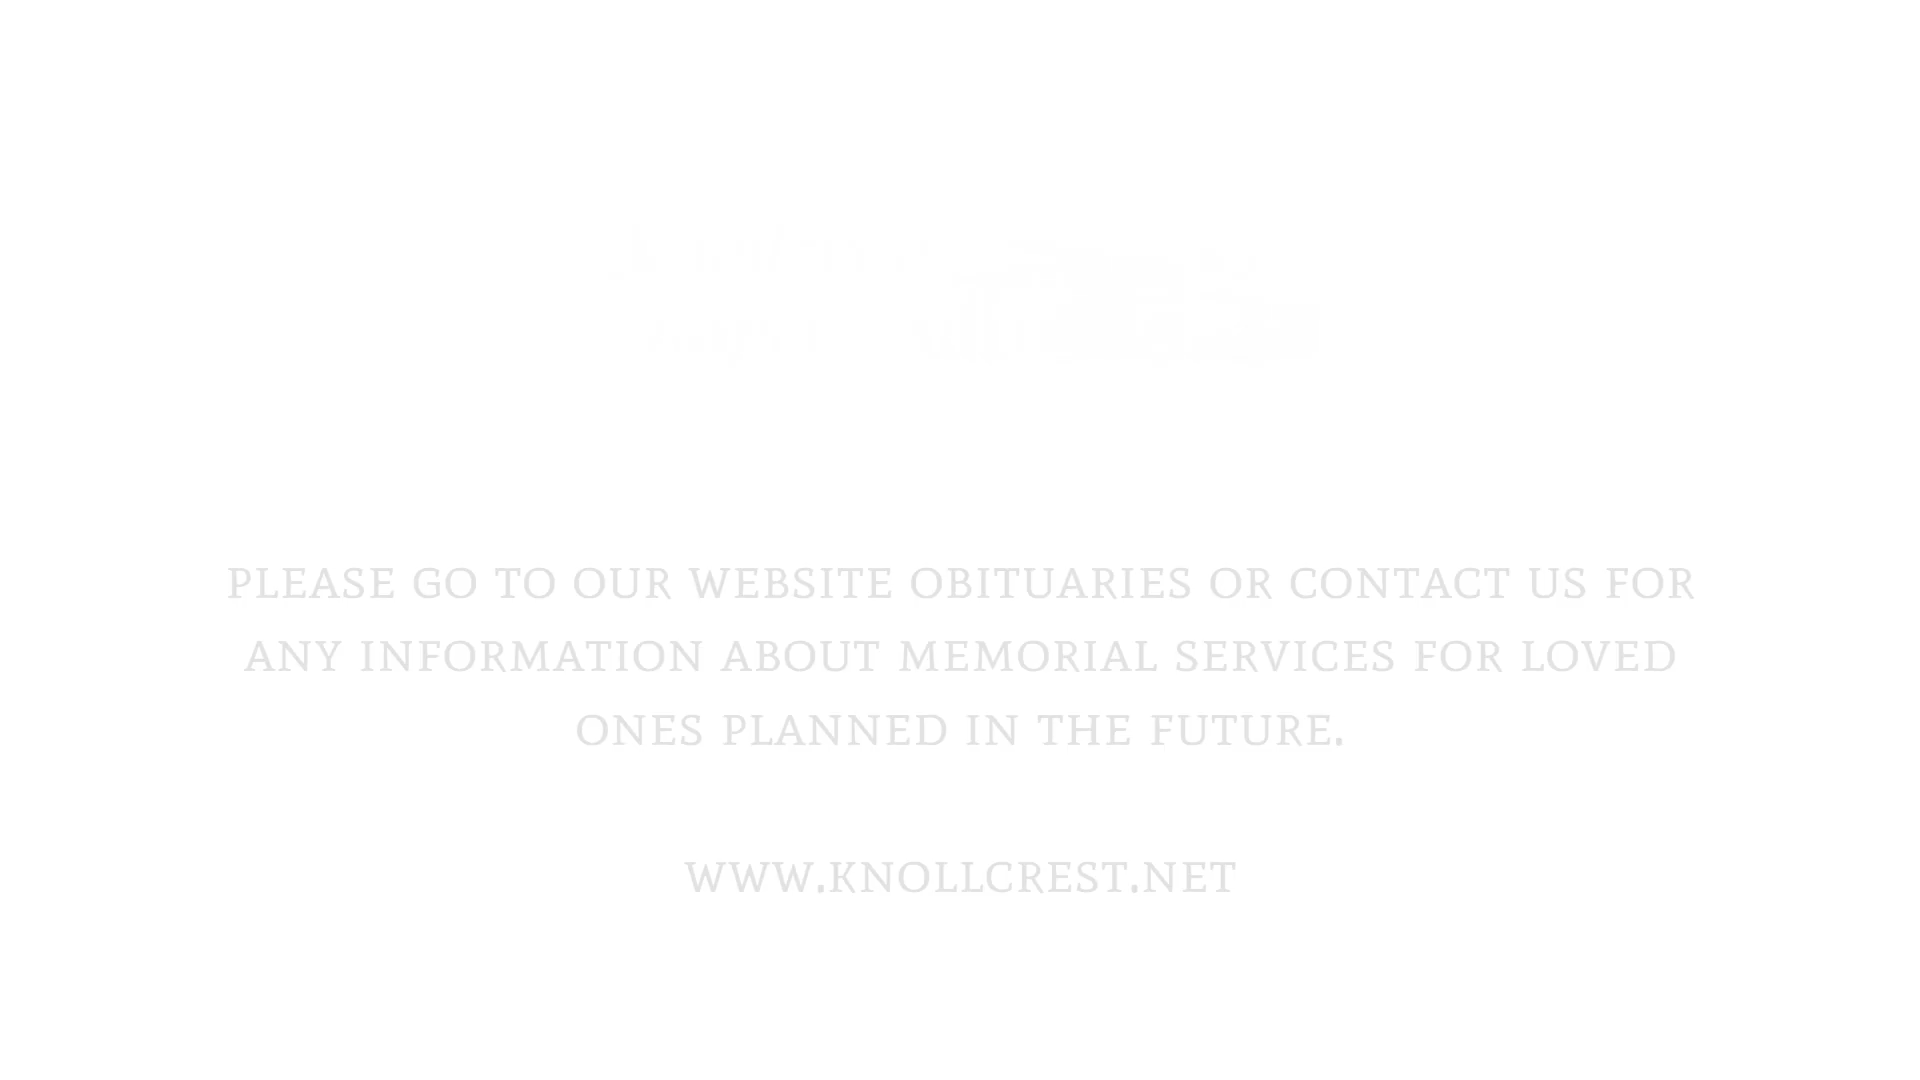 PLEASE GO TO OUR WEBSITE OBITUARIES OR CONTACT US FOR
ANY INFORMATION ABOUT MEMORIAL SERVICES FOR LOVED
ONES PLANNED IN THE FUTURE.
WWW.KNOLLCREST.NET